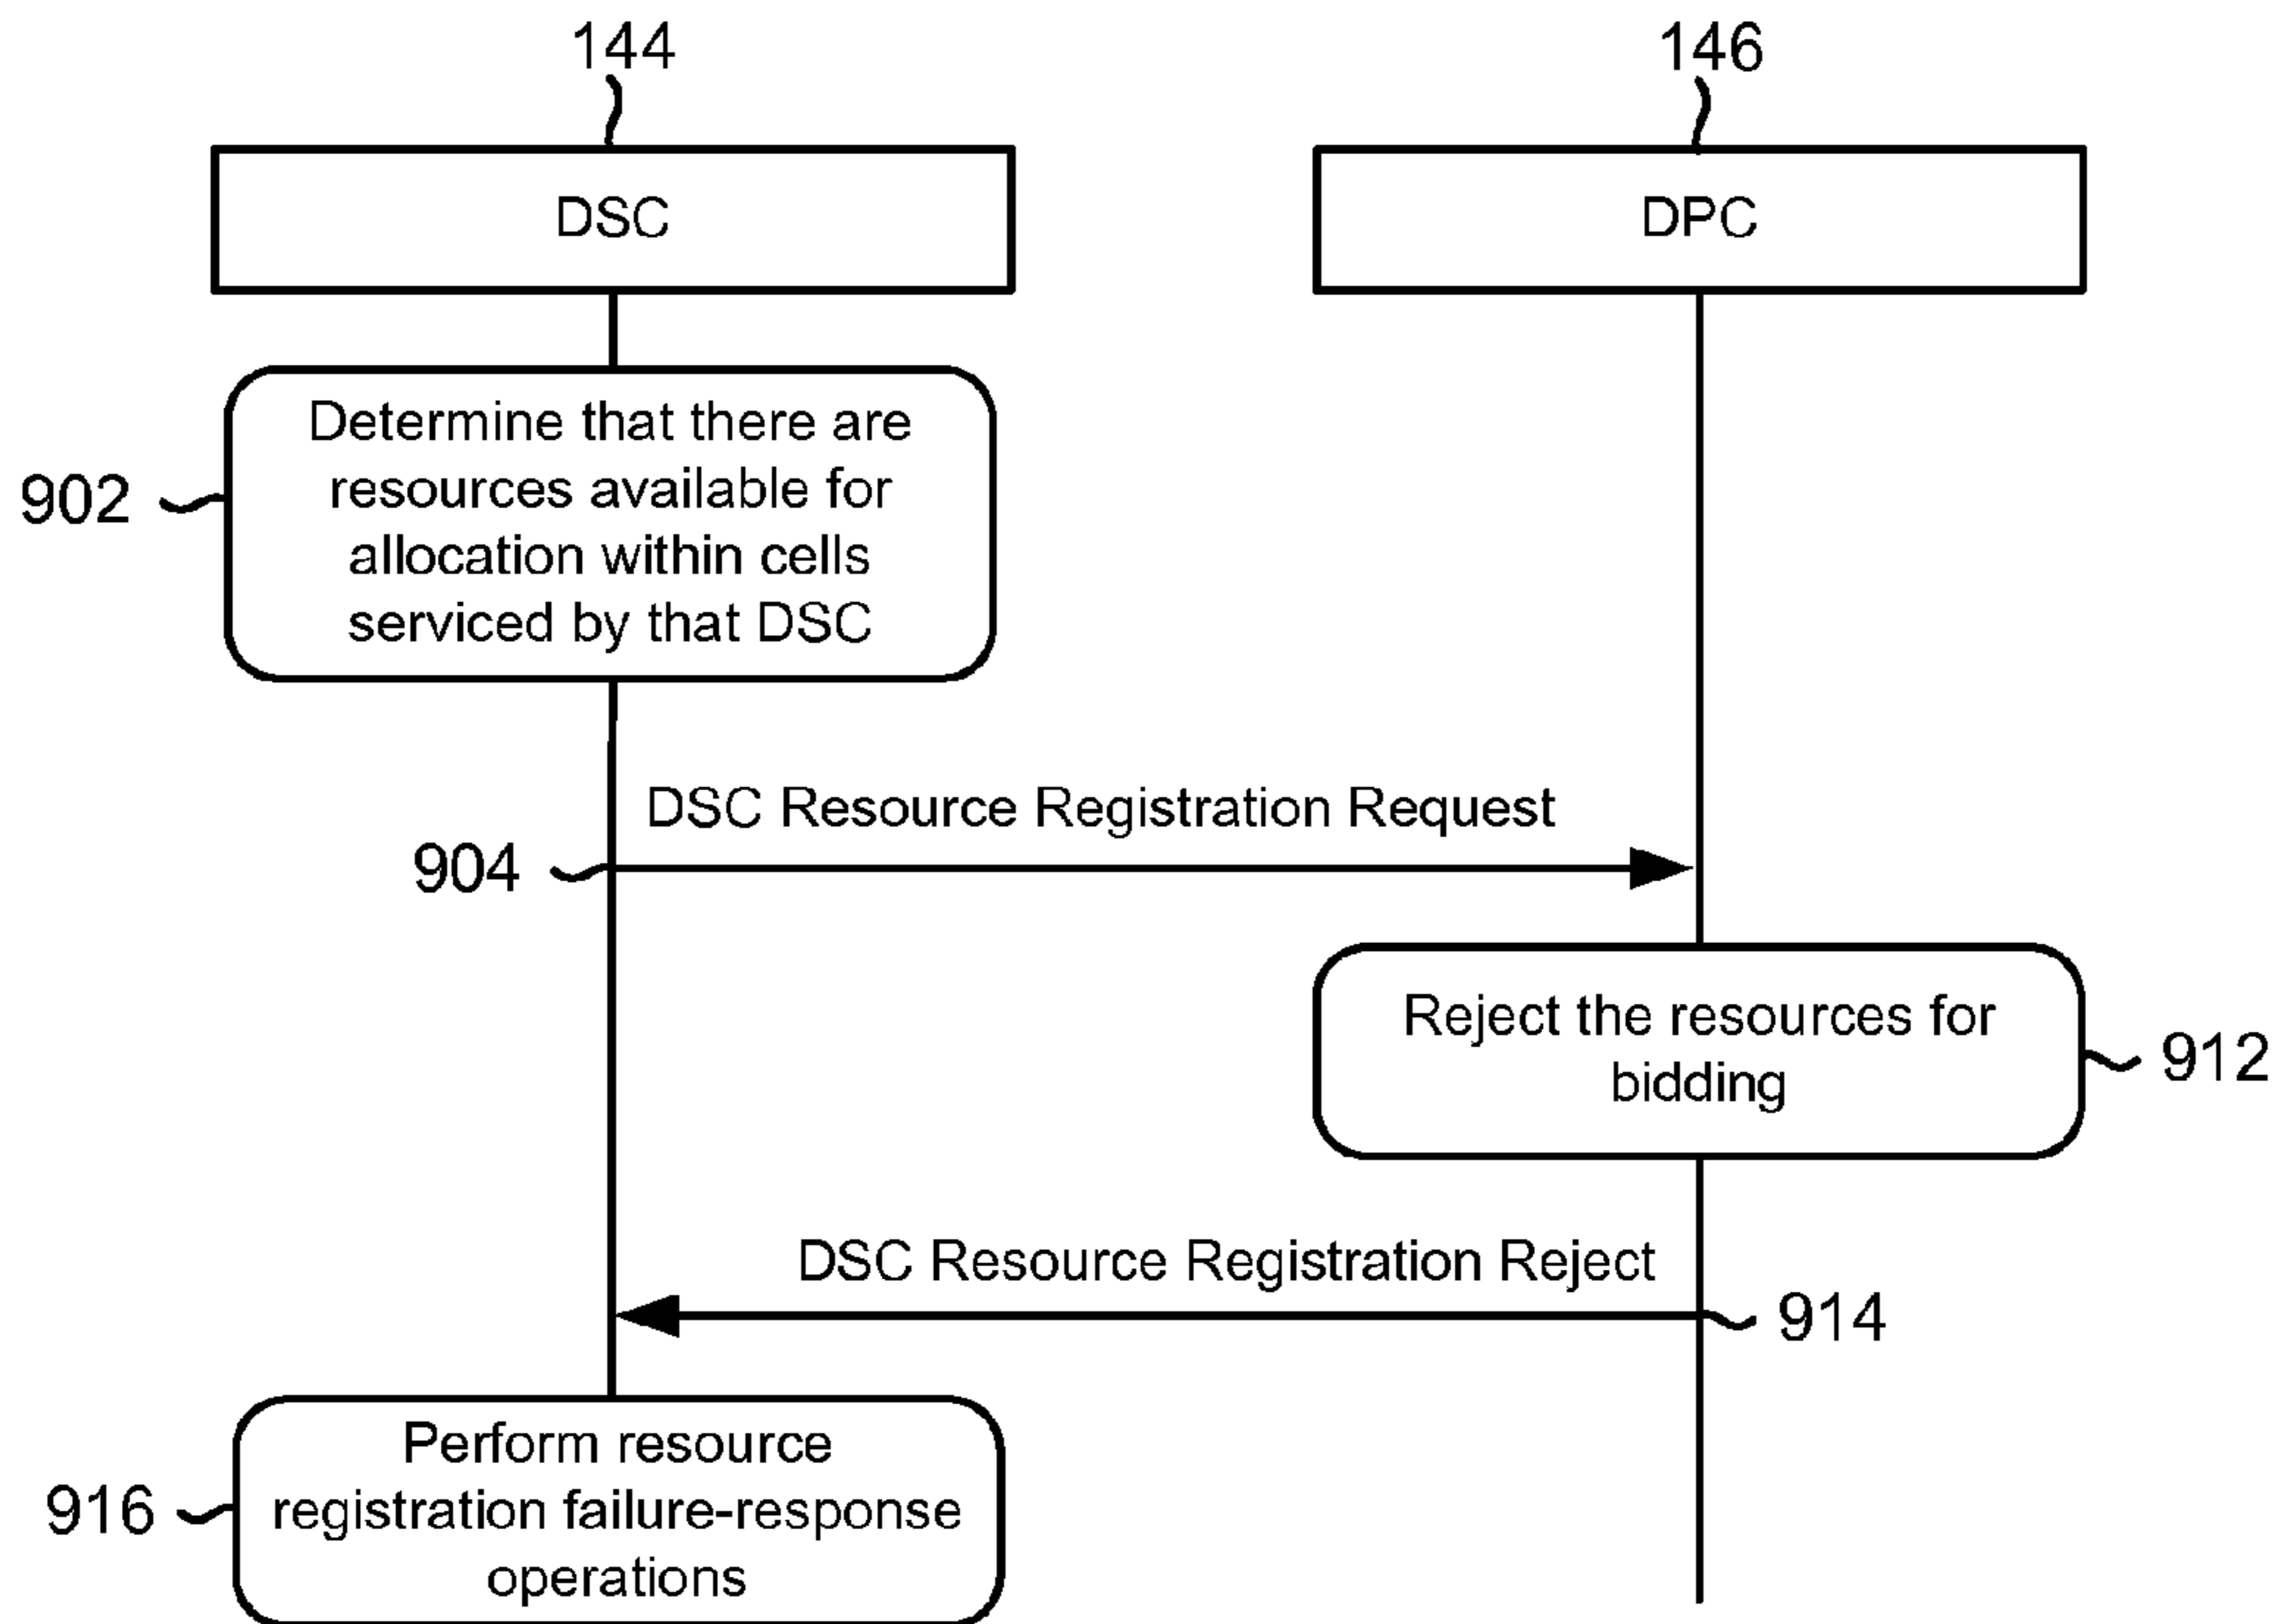 144
146
DSC
DPC
Determine that there are
resources available for
allocation within cells
serviced by that DSC
902
DSC Resource Registration Request
904
Reject the resources for
bidding
912
DSC Resource Registration Reject
914
Perform resource
registration failure-response
operations
916